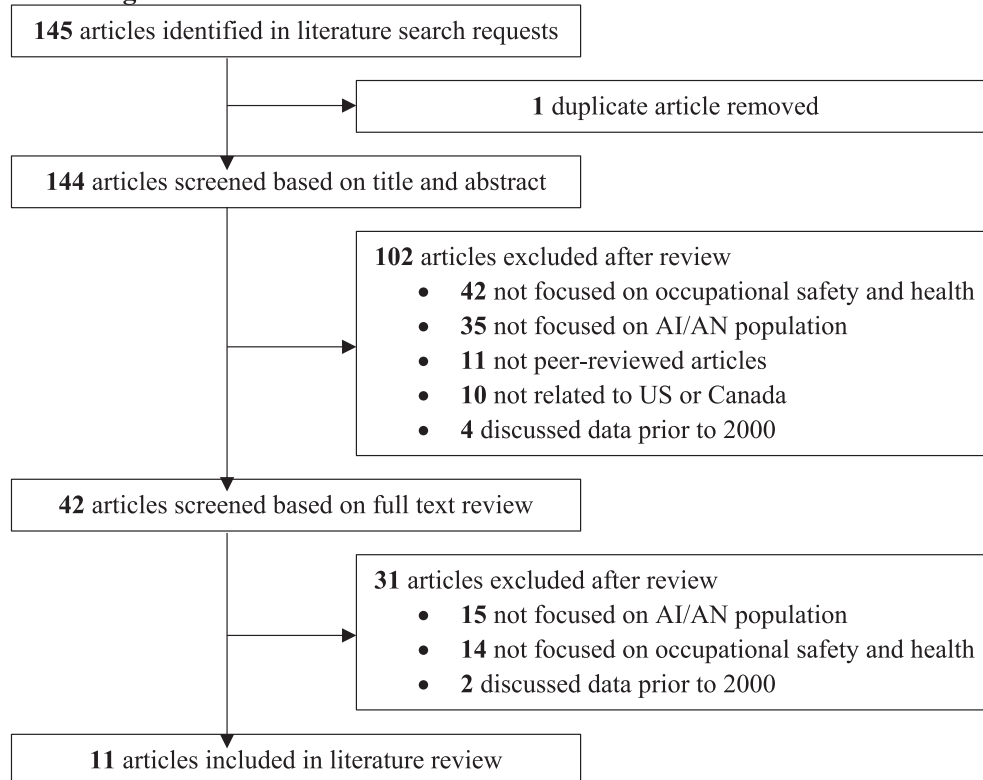 145 articles identified in literature search requests
1 duplicate article removed
144 articles screened based on title and abstract
102 articles excluded after review
• 42 not focused on occupational safety and health
• 35 not focused on AI/AN population
• 11 not peer-reviewed articles
• 10 not related to US or Canada
• 4 discussed data prior to 2000
42 articles screened based on full text review
31 articles excluded after review
• 15 not focused on AI/AN population
• 14 not focused on occupational safety and health
• 2 discussed data prior to 2000
11 articles included in literature review